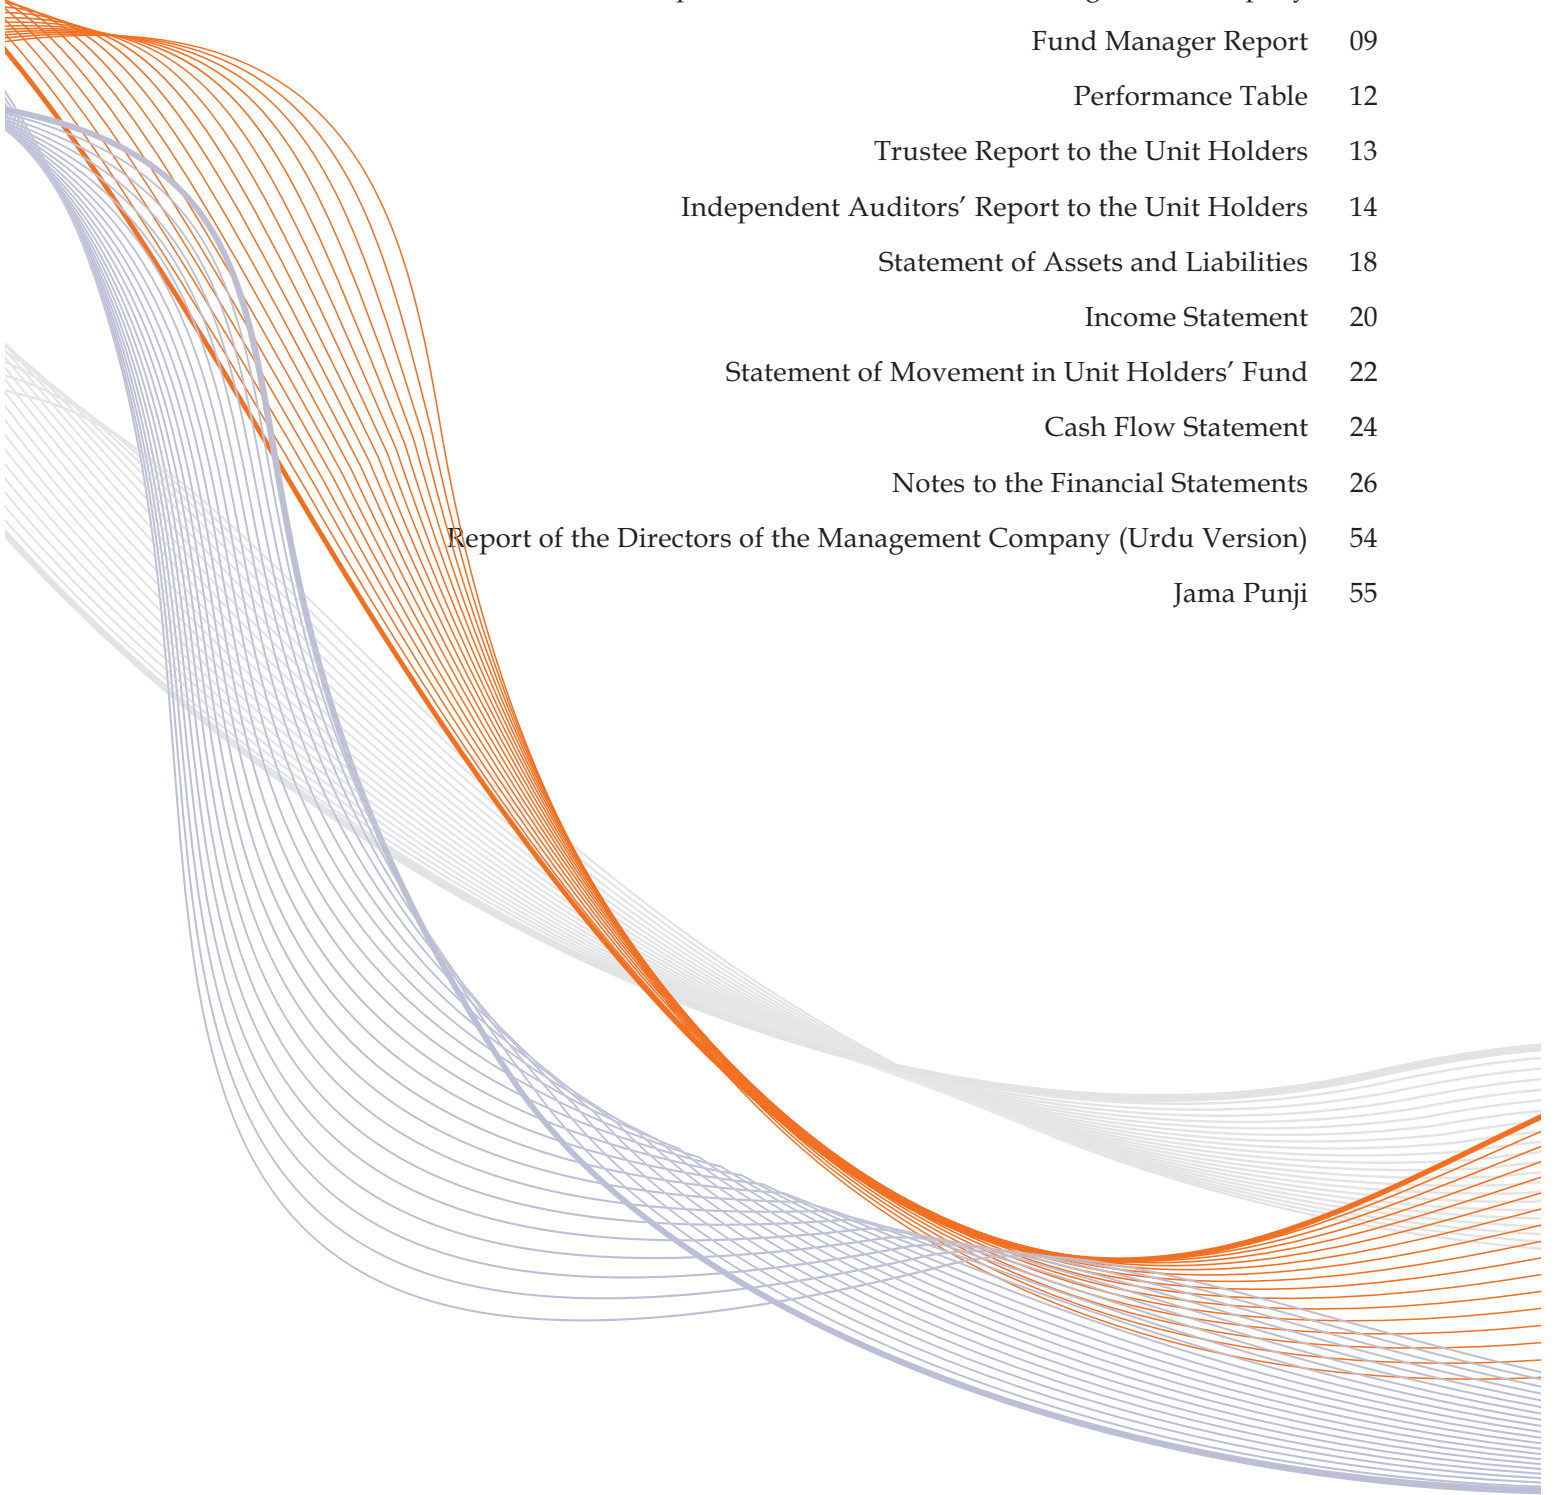 Fund Manager Report 09
Performance Table 12
Trustee Report to the Unit Holders 13
Independent Auditors’ Report to the Unit Holders 14
Statement of Assets and Liabilities 18
Income Statement 20
Statement of Movement in Unit Holders’ Fund 22
Cash Flow Statement 24
Notes to the Financial Statements 26
Report of the Directors of the Management Company (Urdu Version) 54
Jama Punji 55